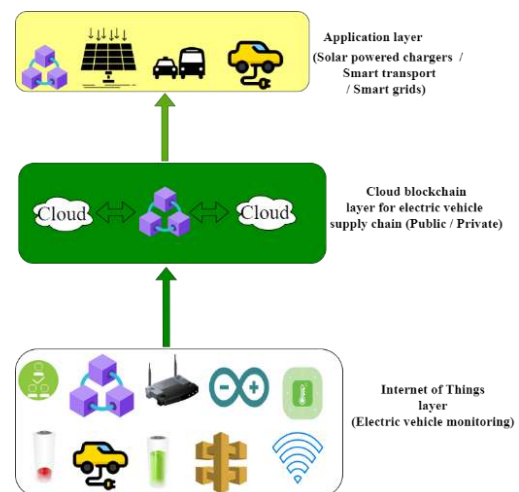 Application layer
(Solar powered chargers /
Smart transport
/ Smart grids)
Cloud
Cloud
Cloud blockchain
layer for electric vehicle
supply chain (Public / Private)
Internet of Things
layer
(Electric vehicle monitoring)